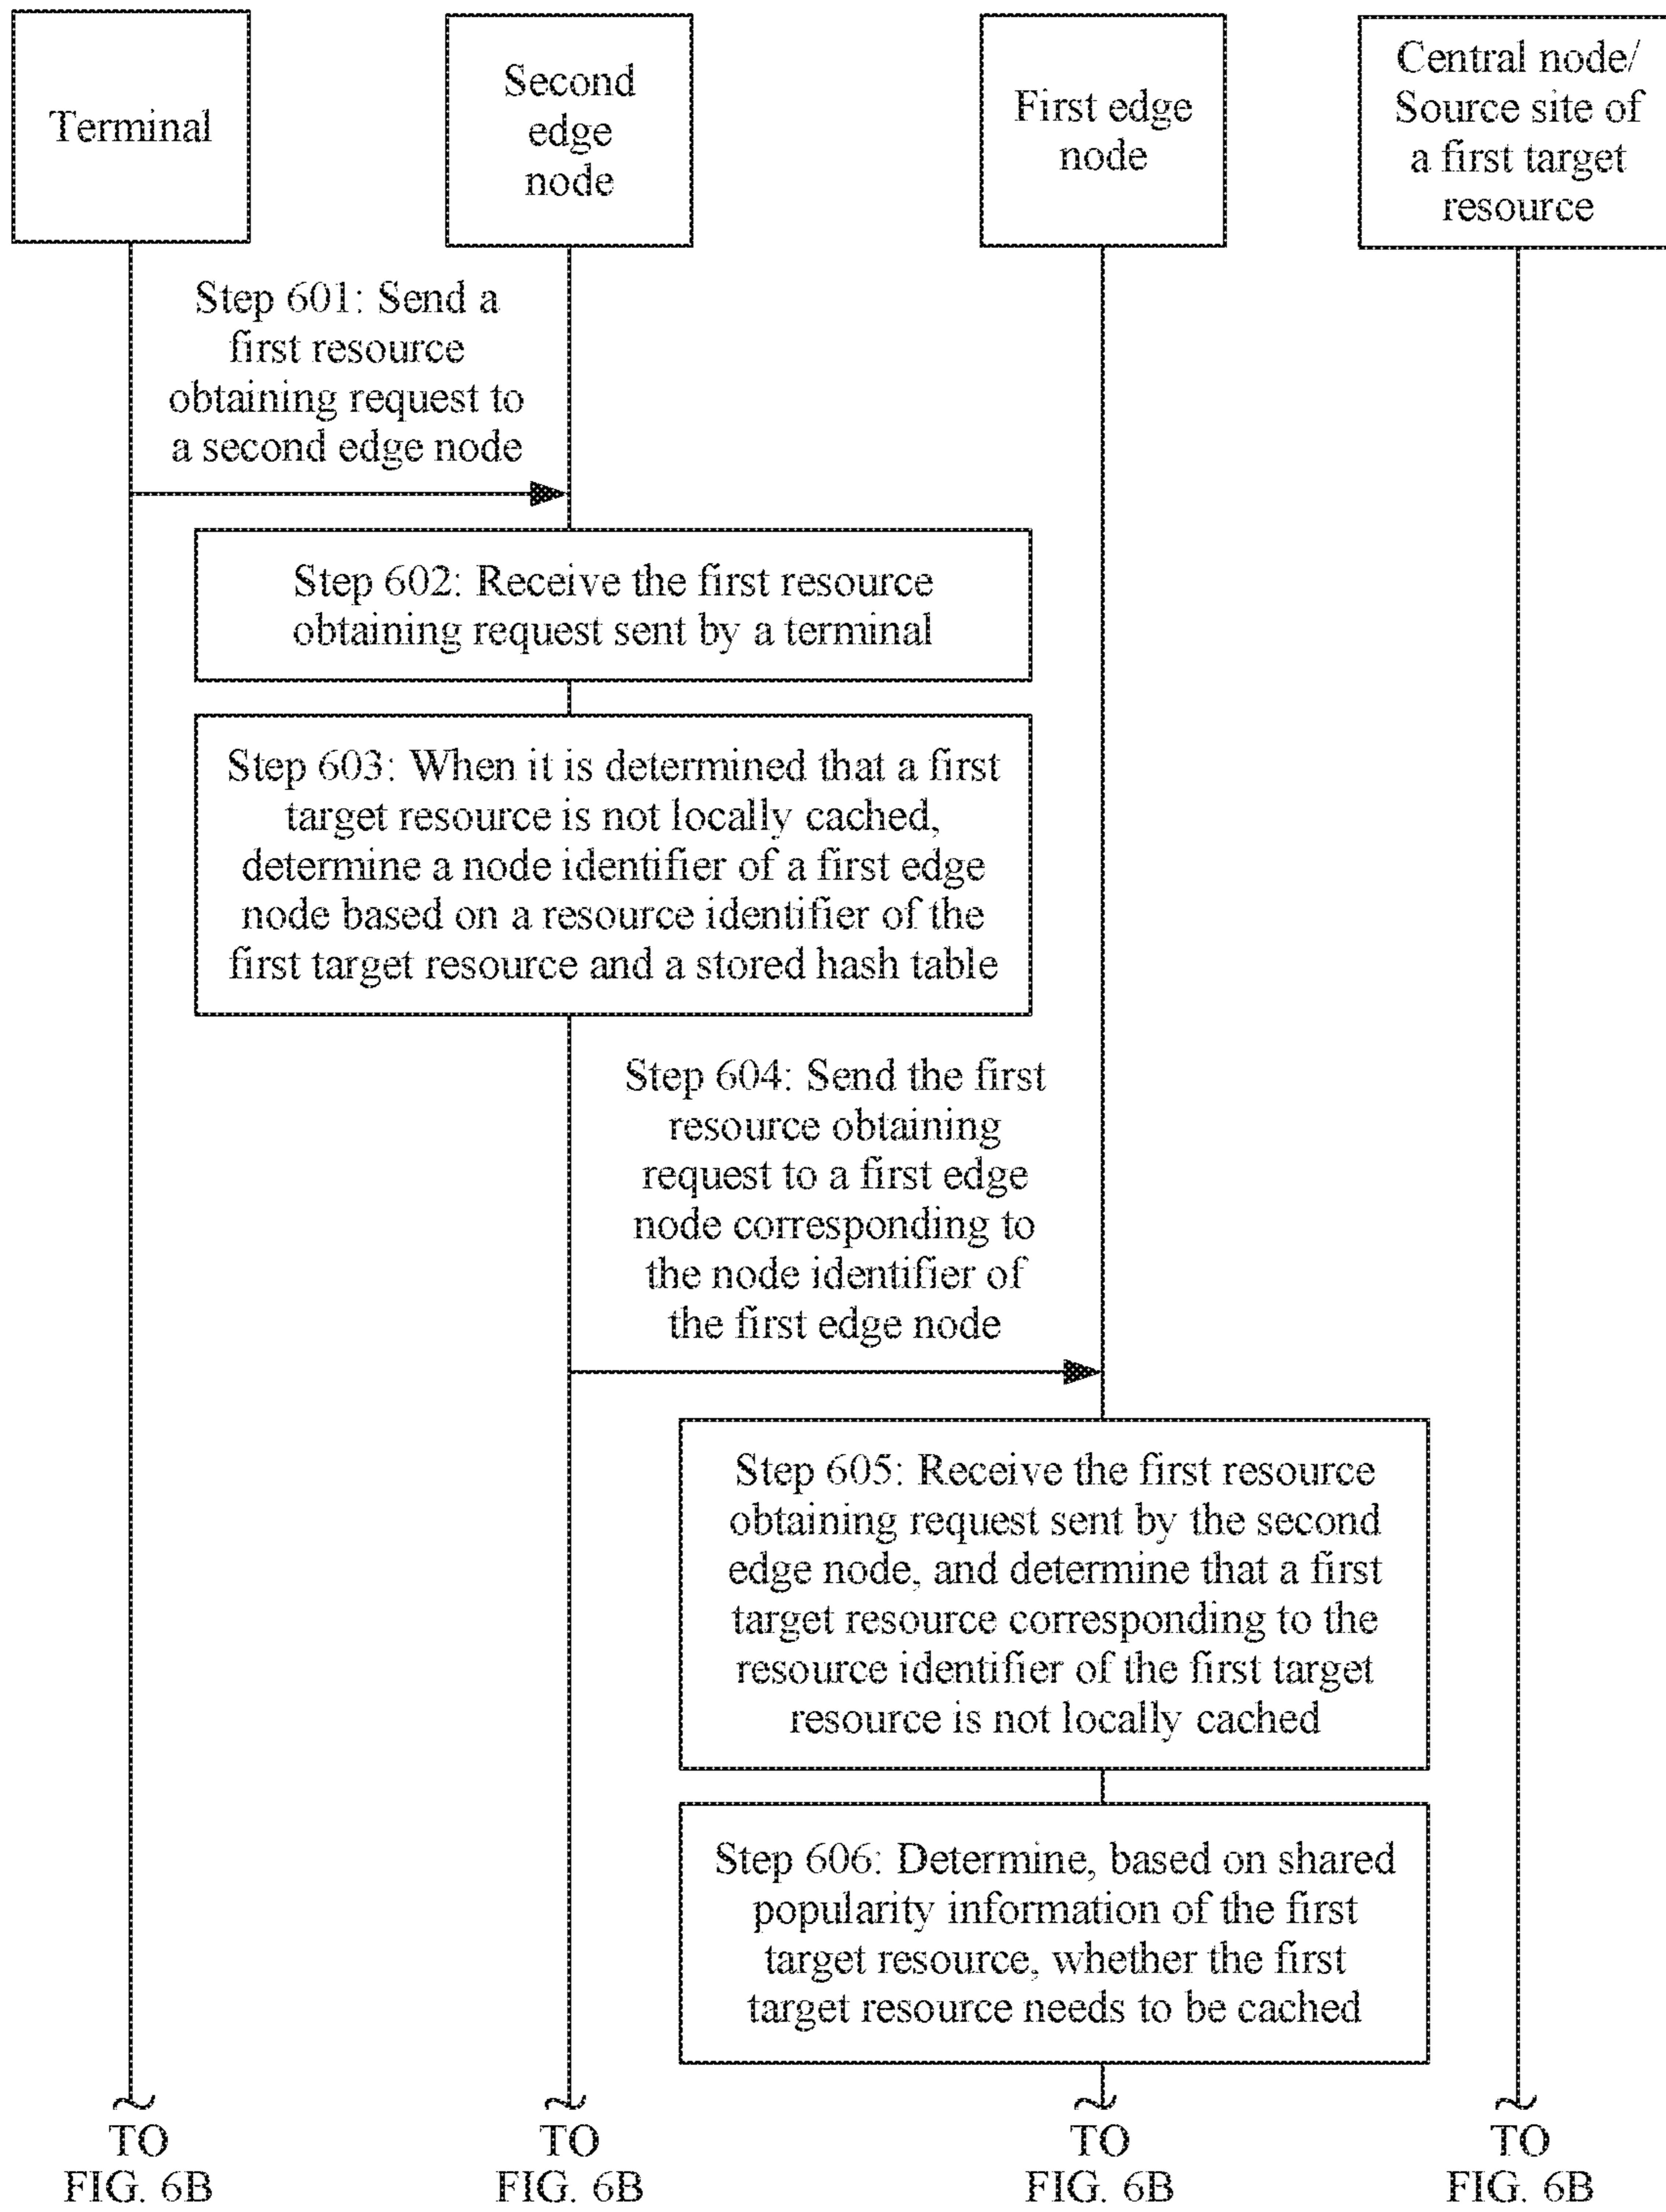 Terminal
Second
edge
node
First edge
node
Central node/
Source site of
a first target
resource
Step 601: Send a
first resource
obtaining request to
a second edge node
Step 602: Receive the first resource
obtaining request sent by a terminal
Step 603: When it is determined that a first
target resource is not locally cached,
determine a node identifier of a first edge
node based on a resource identifier of the
first target resource and a stored hash table
Step 604: Send the first
resource obtaining
request to a first edge
node corresponding to
the node identifier of
the first edge node
Step 605: Receive the first resource
obtaining request sent by the second
edge node, and determine that a first
target resource corresponding to the
resource identifier of the first target
resource is not locally cached
Step 606: Determine, based on shared
popularity information of the first
target resource, whether the first
target resource needs to be cached
TO
FIG. 6B
TO
FIG. 6B
TO
FIG. 6B
TO
FIG. 6B